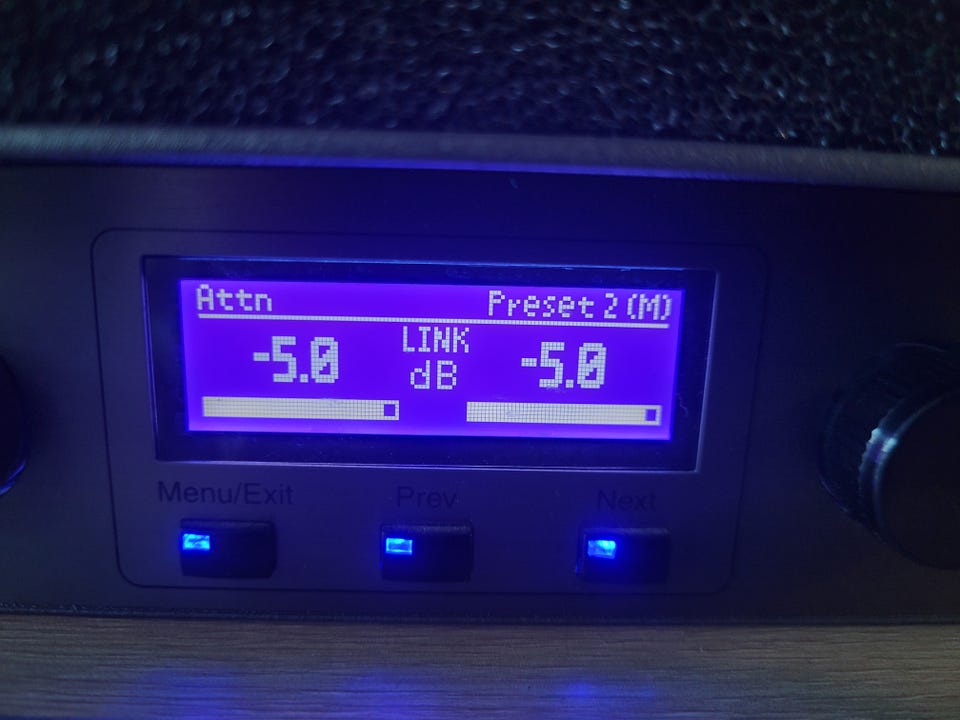 Attn Preset 2 (M)
LINK
-5.0 dB -5.0
Menu/Exit Prev Next